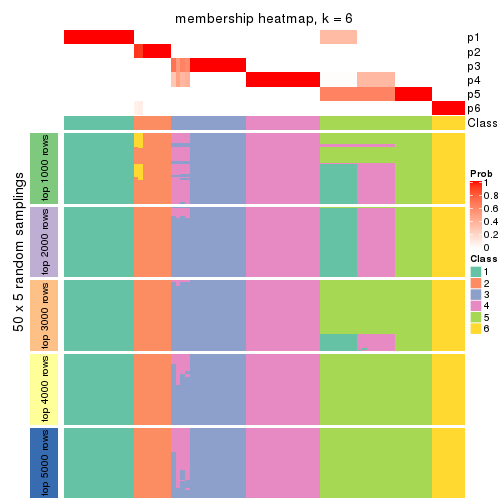 membership heatmap, k = 6
p1
p2
p3
p4
p5
p6
Class
50 x 5 random samplings
top 1000 rows
top 2000 rows
top 3000 rows
top 4000 rows
top 5000 rows
Prob
1
0.8
0.6
0.4
0.2
0
Class
1
2
3
4
5
6